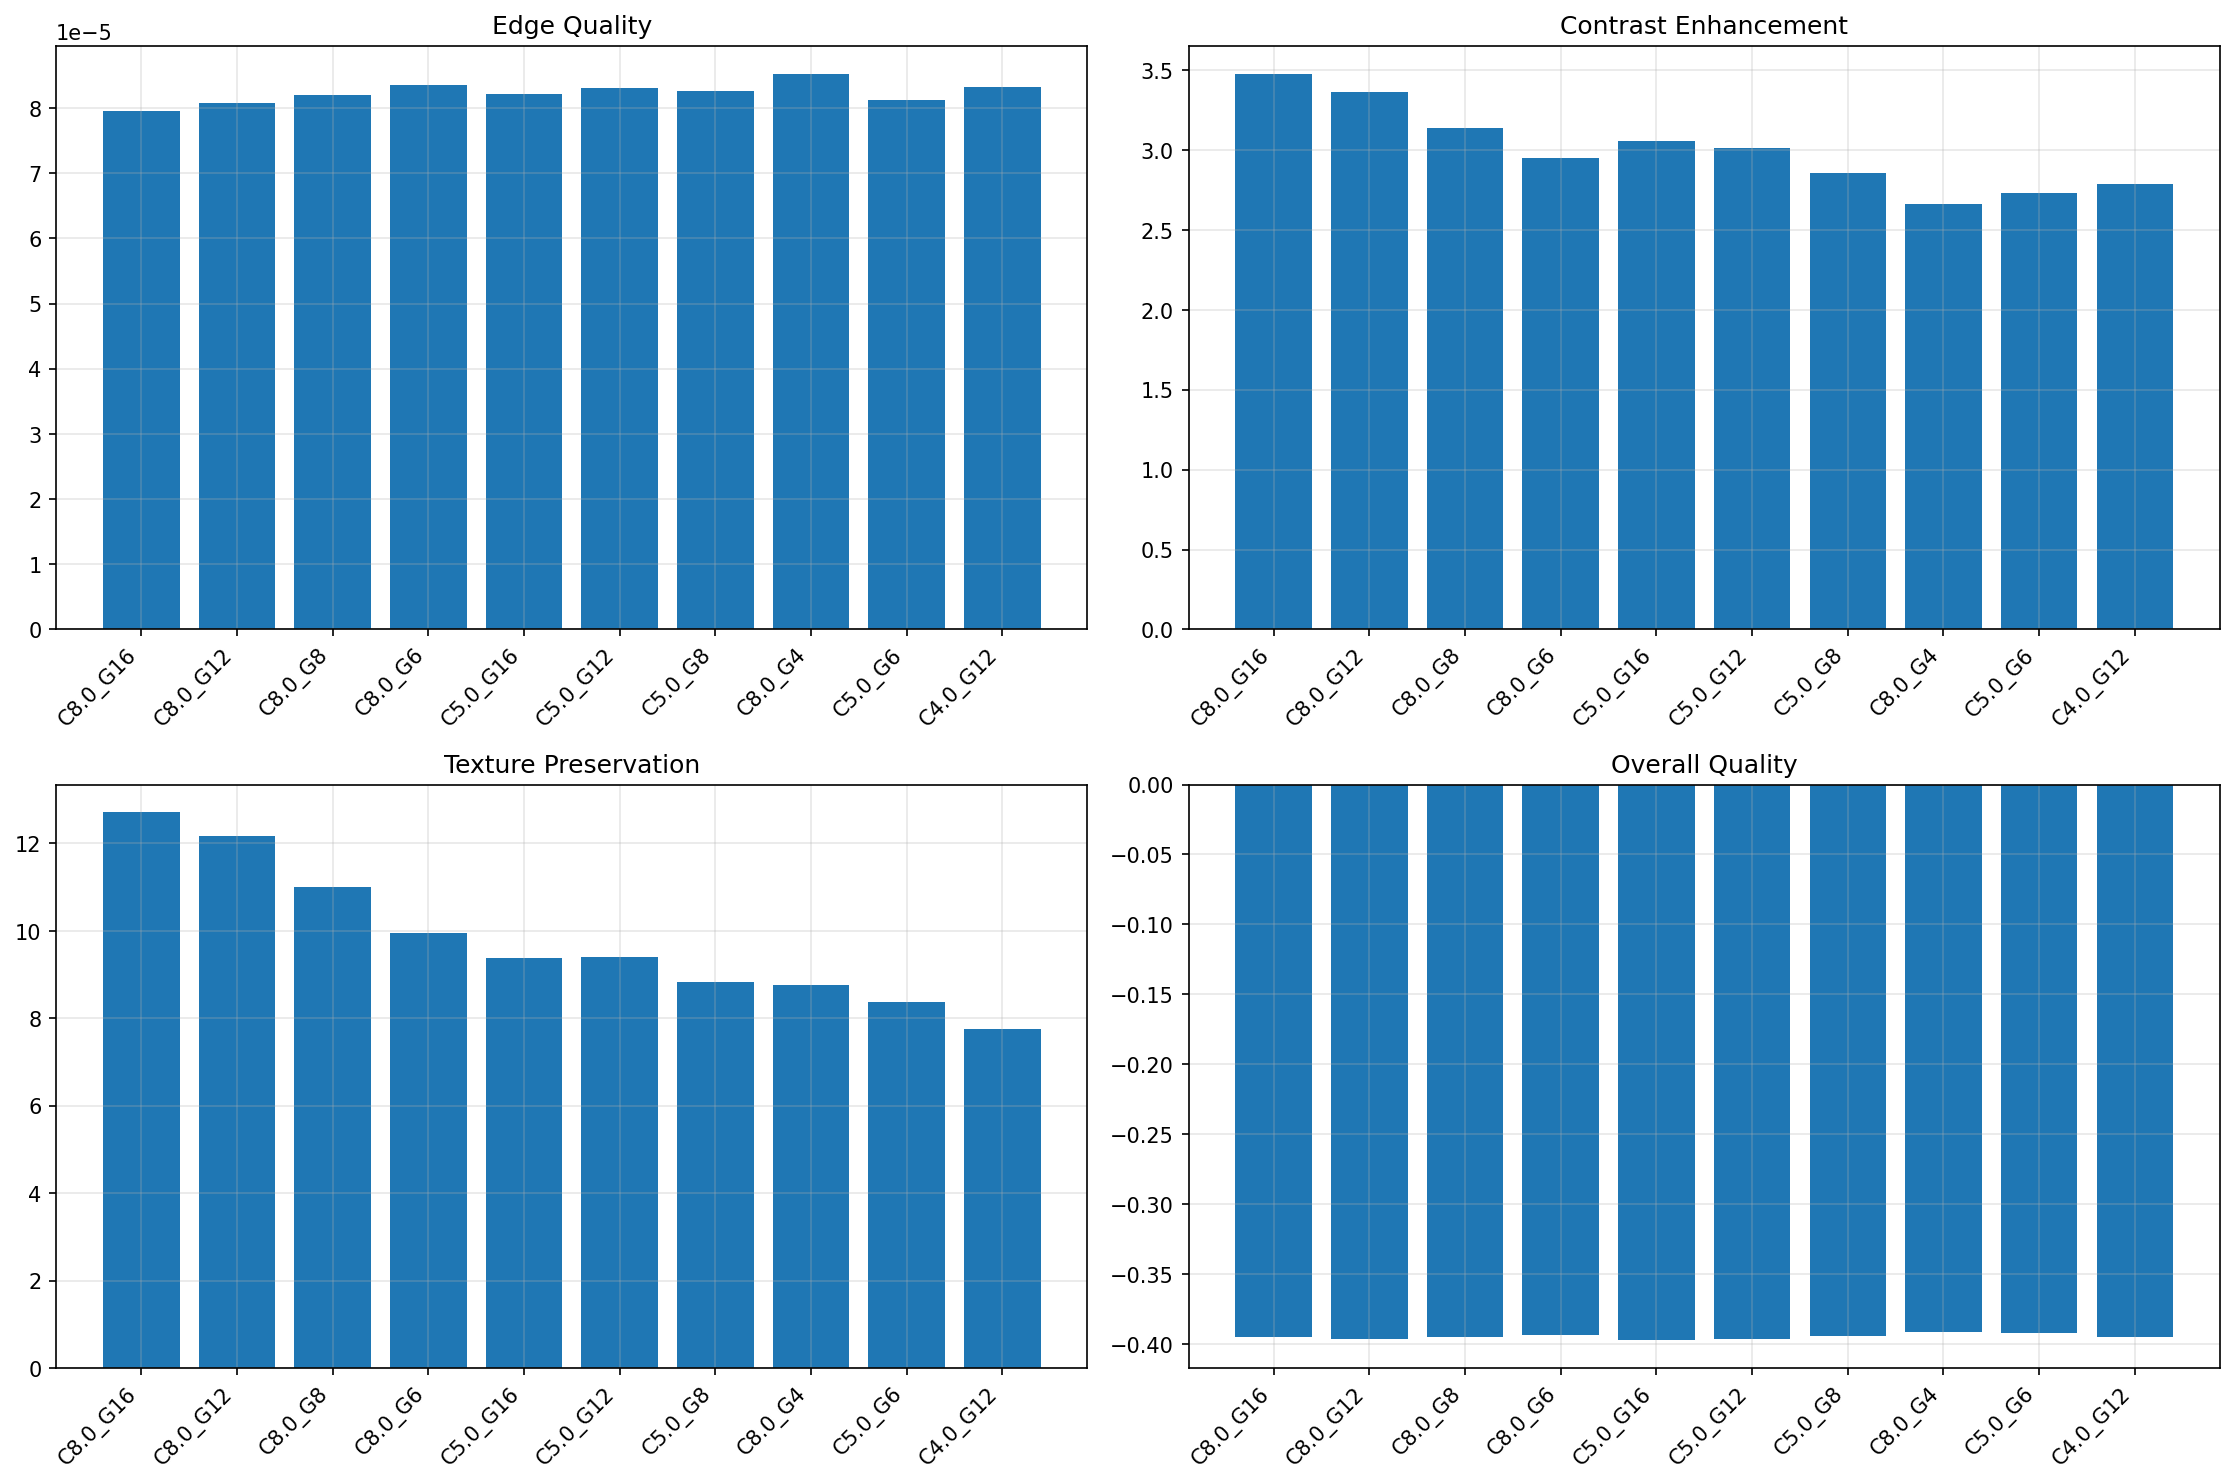 Edge Quality
1e−5
8
7
6
5
4
3
2
1
0
C8.0_G16
C8.0_G12
C8.0_G8
C8.0_G6
C5.0_G16
C5.0_G12
C5.0_G8
C8.0_G4
C5.0_G6
C4.0_G12
Contrast Enhancement
3.5
3.0
2.5
2.0
1.5
1.0
0.5
0.0
C8.0_G16
C8.0_G12
C8.0_G8
C8.0_G6
C5.0_G16
C5.0_G12
C5.0_G8
C8.0_G4
C5.0_G6
C4.0_G12
Texture Preservation
12
10
8
6
4
2
0
C8.0_G16
C8.0_G12
C8.0_G8
C8.0_G6
C5.0_G16
C5.0_G12
C5.0_G8
C8.0_G4
C5.0_G6
C4.0_G12
Overall Quality
0.00
−0.05
−0.10
−0.15
−0.20
−0.25
−0.30
−0.35
−0.40
C8.0_G16
C8.0_G12
C8.0_G8
C8.0_G6
C5.0_G16
C5.0_G12
C5.0_G8
C8.0_G4
C5.0_G6
C4.0_G12